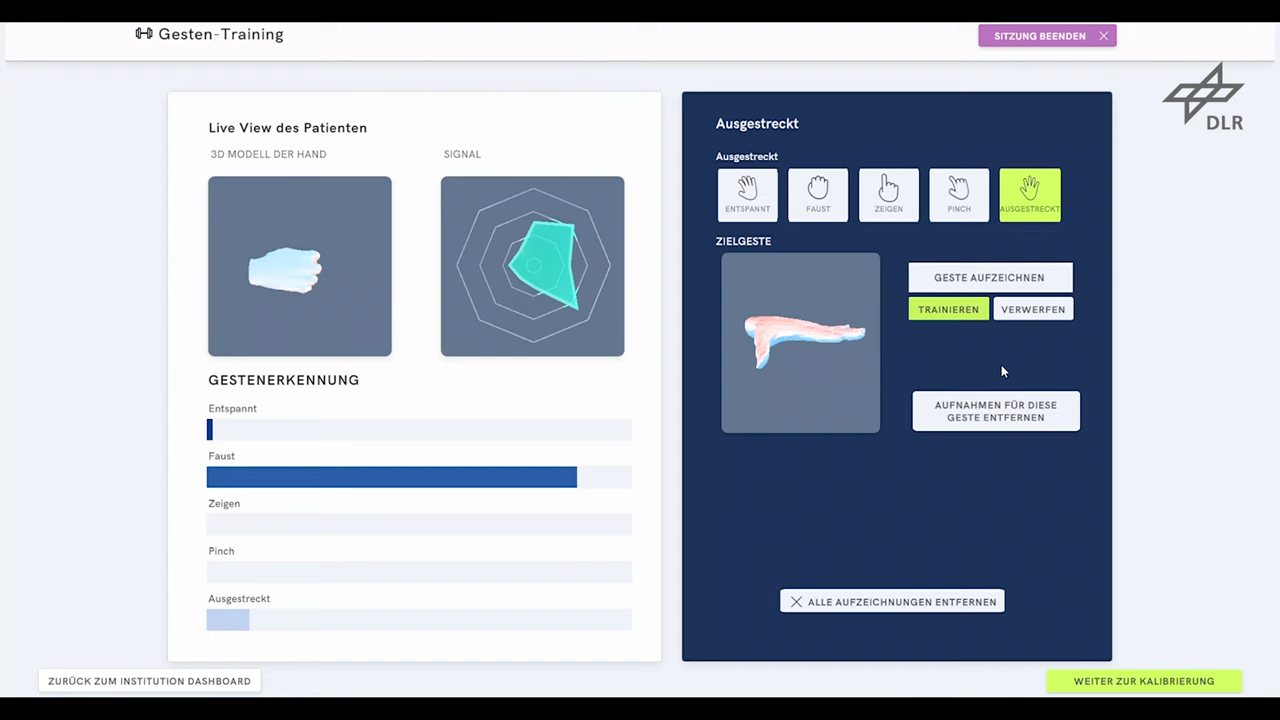 Gesten-Training
SITZUNG BEENDEN
DLR
Live View des Patienten
3D MODELL DER HAND
SIGNAL
GESTENERKENNUNG
Entspannt
Faust
Zeigen
Pinch
Ausgestreckt
Ausgestreckt
Ausgestreckt
ENTSPANNT
FAUST
ZEIGEN
PINCH
AUSGESTRECKT
ZIELGESTE
GESTE AUFZEICHNEN
TRAINIEREN
VERWERFEN
AUFNAHMEN FÜR DIESE
GESTE ENTFERNEN
ALLE AUFZEICHNUNGEN ENTFERNEN
ZURÜCK ZUM INSTITUTION DASHBOARD
WEITER ZUR KALIBRIERUNG